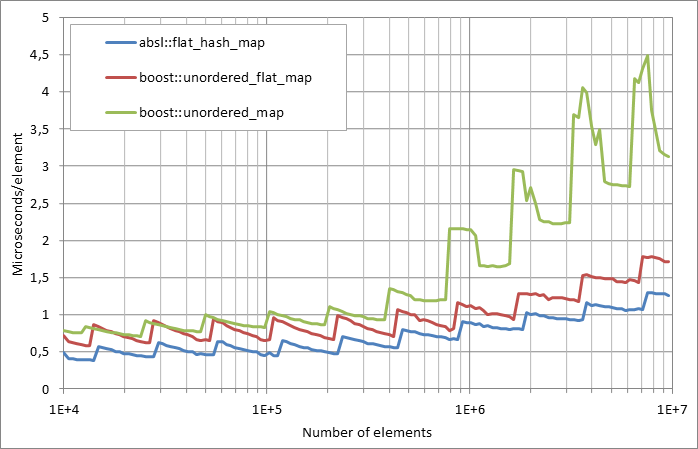 5
4,5
4
3,5
3
2,5
2
1,5
1
0,5
0
Microseconds/element
absl::flat_hash_map
boost::unordered_flat_map
boost::unordered_map
1E+4 1E+5 1E+6 1E+7
Number of elements